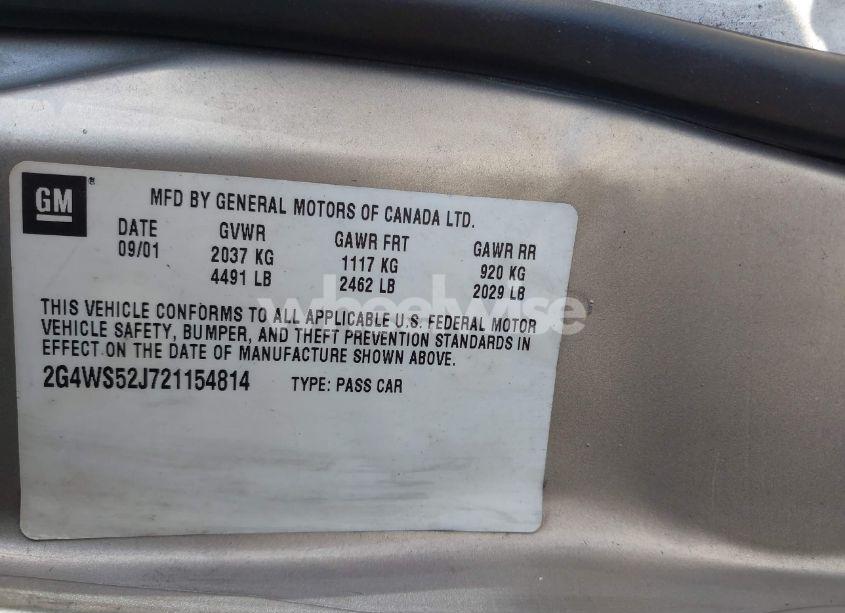 GM®
MFD BY GENERAL MOTORS OF CANADA LTD.
DATE GVWR GAWR FRT GAWR RR
09/01 2037 KG 1117 KG 920 KG
4491 LB 2462 LB 2029 LB
THIS VEHICLE CONFORMS TO ALL APPLICABLE U.S. FEDERAL MOTOR
VEHICLE SAFETY, BUMPER, AND THEFT PREVENTION STANDARDS IN
EFFECT ON THE DATE OF MANUFACTURE SHOWN ABOVE.
2G4WS52J721154814 TYPE: PASS CAR
wheelwise